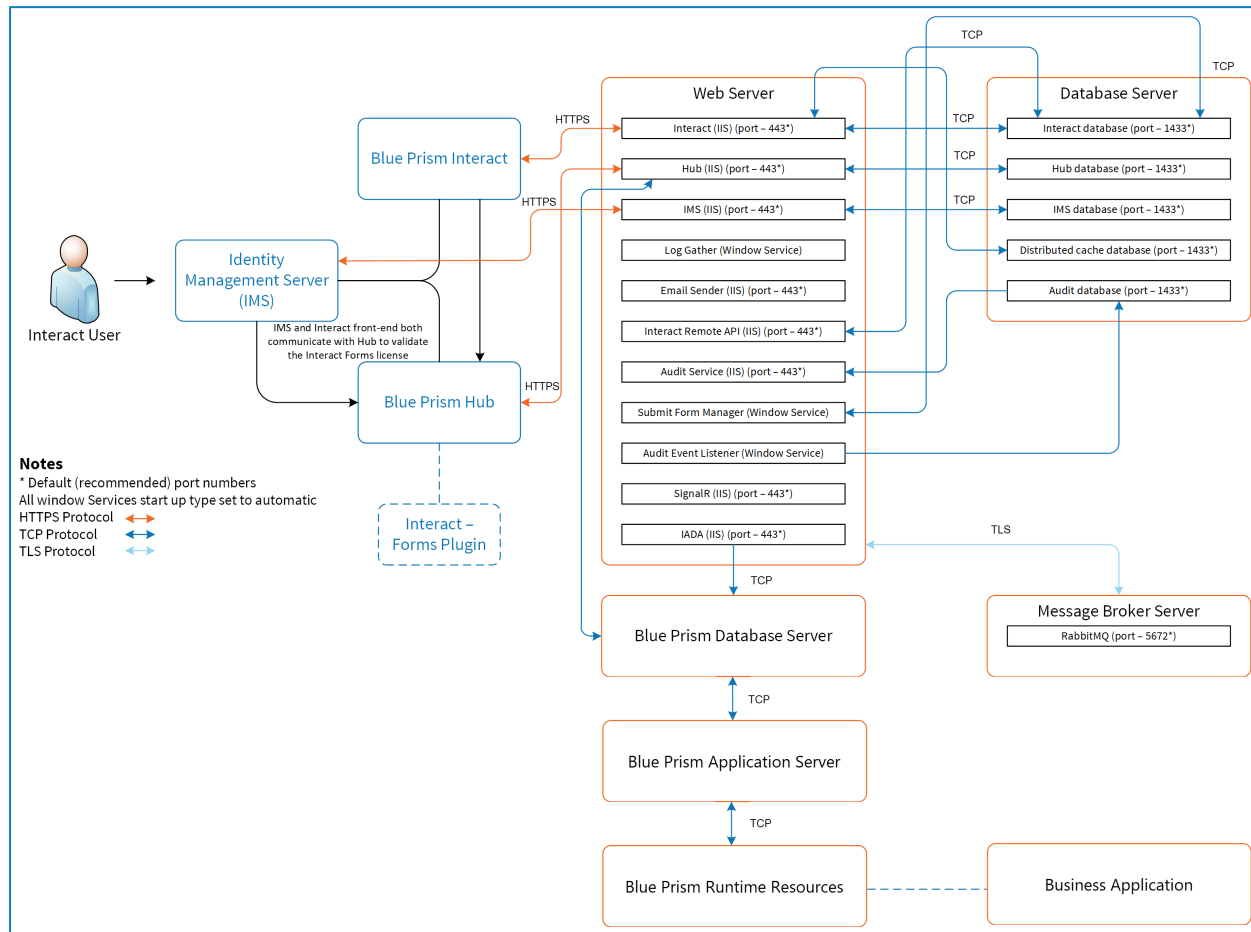 TCP
TCP
Web Server
Database Server
HTTPS
Interact (IIS) (port – 443*)
TCP
Interact database (port – 1433*)
Blue Prism Interact
Hub (IIS) (port – 443*)
TCP
Hub database (port – 1433*)
HTTPS
IMS (IIS) (port – 443*)
TCP
IMS database (port – 1433*)
Identity
Management Server
(IMS)
Log Gather (Window Service)
Distributed cache database (port – 1433*)
Email Sender (IIS) (port – 443*)
Audit database (port – 1433*)
Interact User
IMS and Interact front-end both
communicate with Hub to validate
the Interact Forms license
Interact Remote API (IIS) (port – 443*)
Audit Service (IIS) (port – 443*)
HTTPS
Blue Prism Hub
Submit Form Manager (Window Service)
Audit Event Listener (Window Service)
Notes
* Default (recommended) port numbers
All window Services start up type set to automatic
HTTPS Protocol
TCP Protocol
TLS Protocol
Interact –
Forms Plugin
SignalR (IIS) (port – 443*)
IADA (IIS) (port – 443*)
TLS
TCP
Blue Prism Database Server
Message Broker Server
RabbitMQ (port – 5672*)
TCP
Blue Prism Application Server
TCP
Blue Prism Runtime Resources
Business Application